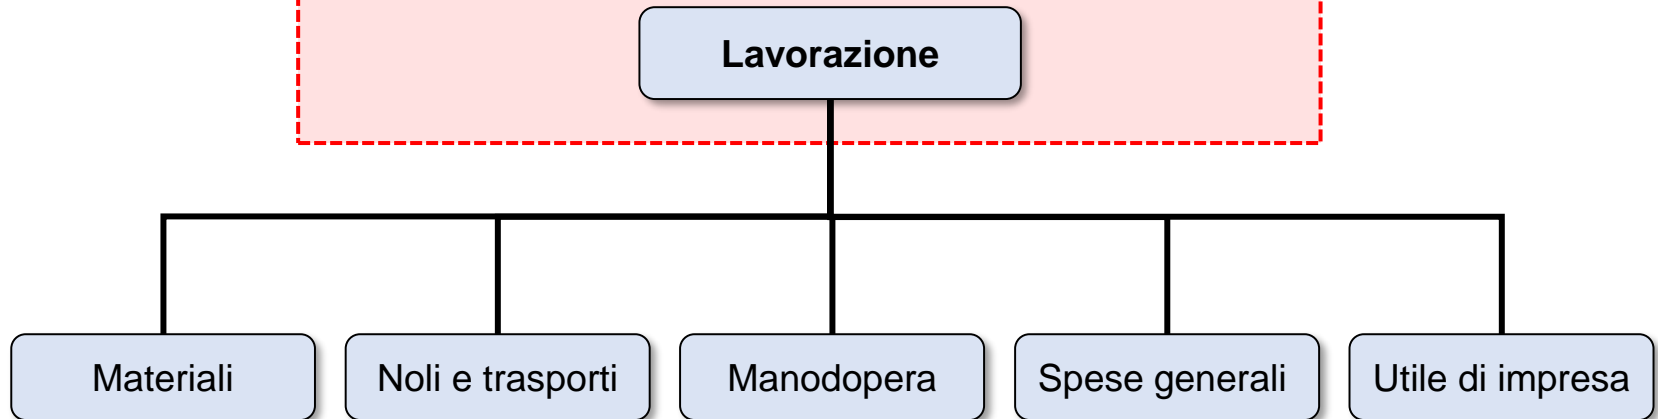 Lavorazione
Materiali
Noli e trasporti
Manodopera
Spese generali
Utile di impresa